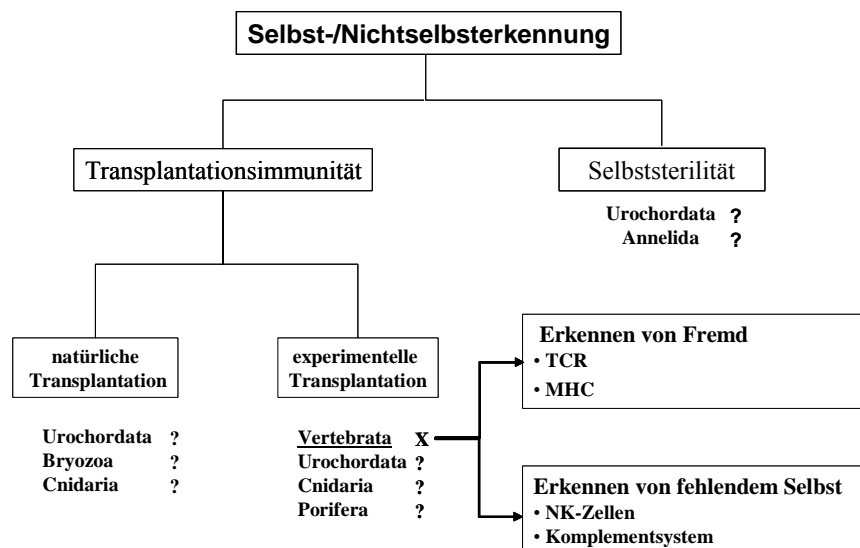 Selbst-/Nichtselbsterkennung
Transplantationsimmunität
Selbststerilität
Urochordata ?
Annelida ?
natürliche
Transplantation
experimentelle
Transplantation
Urochordata ?
Bryozoa ?
Cnidaria ?
Vertebrata X
Urochordata ?
Cnidaria ?
Porifera ?
Erkennen von Fremd
• TCR
• MHC
Erkennen von fehlendem Selbst
• NK-Zellen
• Komplementsystem